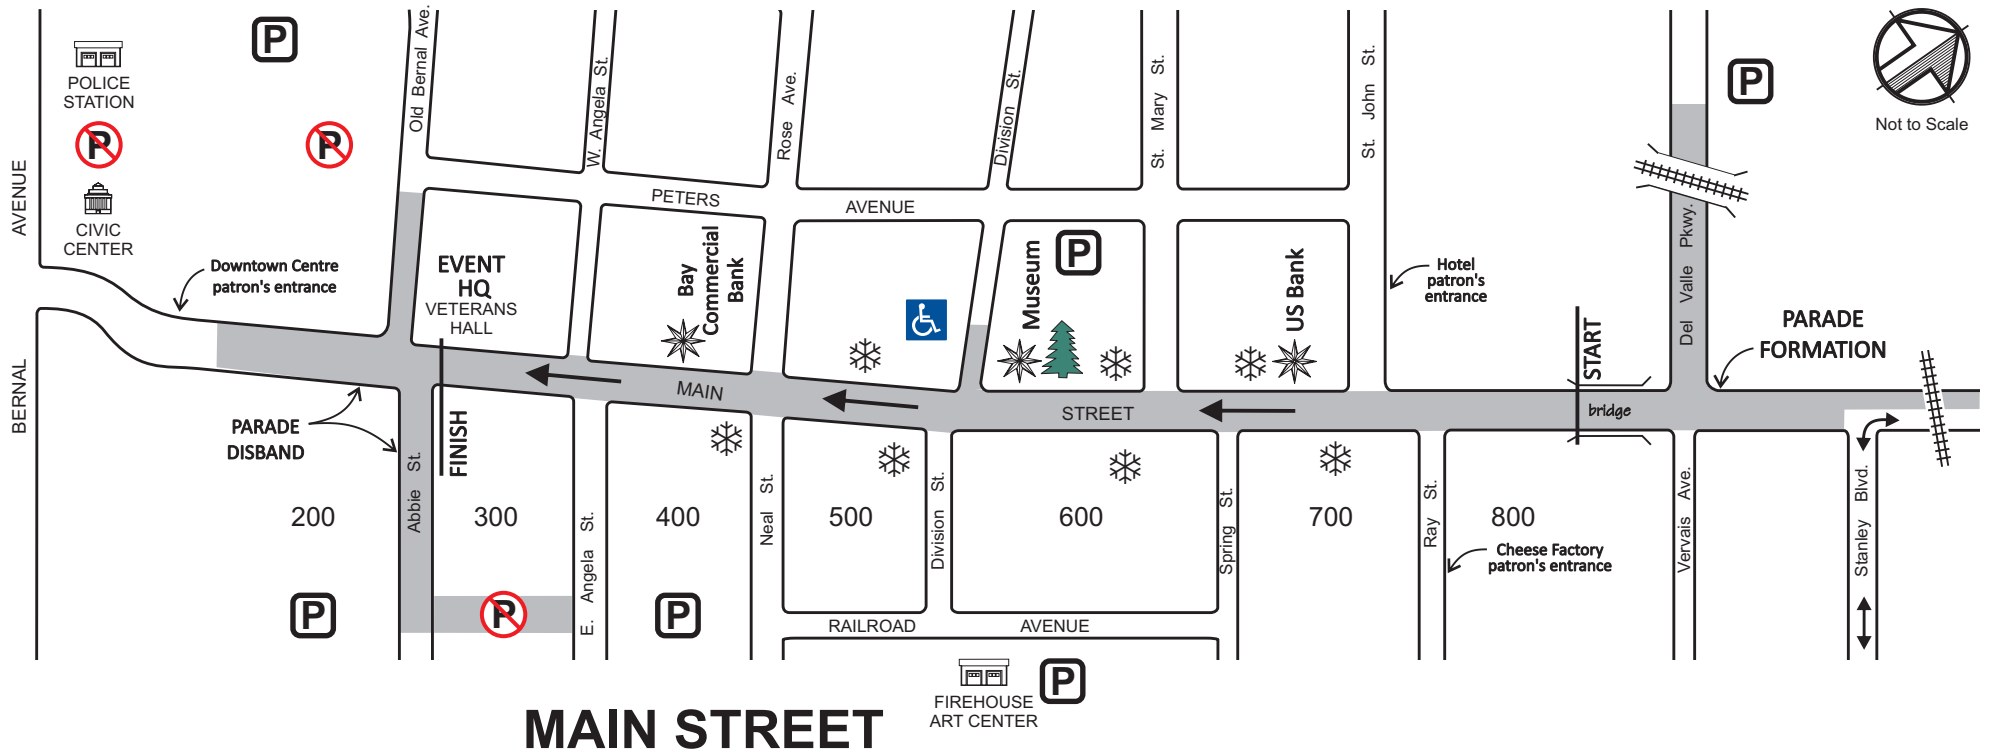 POLICE
STATION
P
P
P
CIVIC
CENTER
AVENUE
BERNAL
Downtown Centre
patron's entrance
Old Bernal Ave.
W. Angela St.
Rose Ave.
Division St.
St. Mary St.
St. John St.
P
Not to Scale
PETERS
AVENUE
EVENT
HQ
VETERANS
HALL
Bay
Commercial
Bank
Museum
P
US Bank
Hotel
patron's
entrance
START
Del Valle Pkwy.
PARADE
FORMATION
MAIN
STREET
bridge
PARADE
DISBAND
FINISH
Abbie St.
E. Angela St.
Neal St.
Division St.
Spring St.
Ray St.
Vervais Ave.
Stanley Blvd.
200
300
400
500
600
700
800
Cheese Factory
patron's entrance
P
P
P
RAILROAD
AVENUE
FIREHOUSE
ART CENTER
P
MAIN STREET